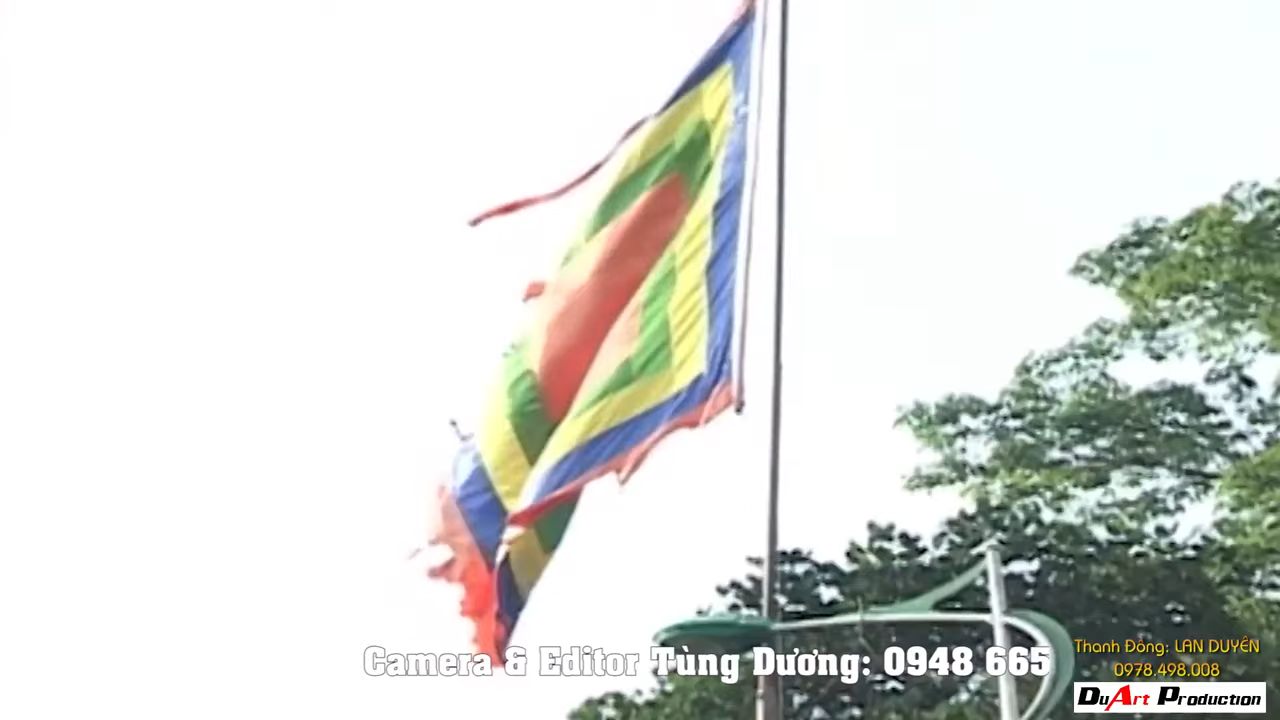 Camera & Editor Tùng Dương: 0948 665
Thanh Đồng: LAN DUYÊN
0978.498.008
DuArt Production